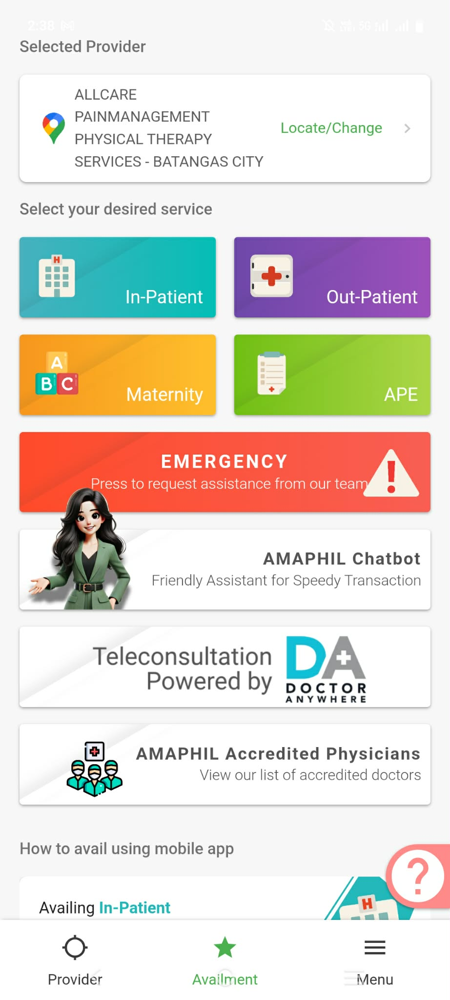 2:38
5G
Selected Provider
ALLCARE
PAINMANAGEMENT
PHYSICAL THERAPY
SERVICES - BATANGAS CITY
Locate/Change
Select your desired service
H
In-Patient
Out-Patient
A
B C
Maternity
APE
EMERGENCY
Press to request assistance from our team
AMAPHIL Chatbot
Friendly Assistant for Speedy Transaction
Teleconsultation
Powered by
DA
DOCTOR
ANYWHERE
AMAPHIL Accredited Physicians
View our list of accredited doctors
How to avail using mobile app
?
Availing In-Patient
H
Provider
Availment
Menu